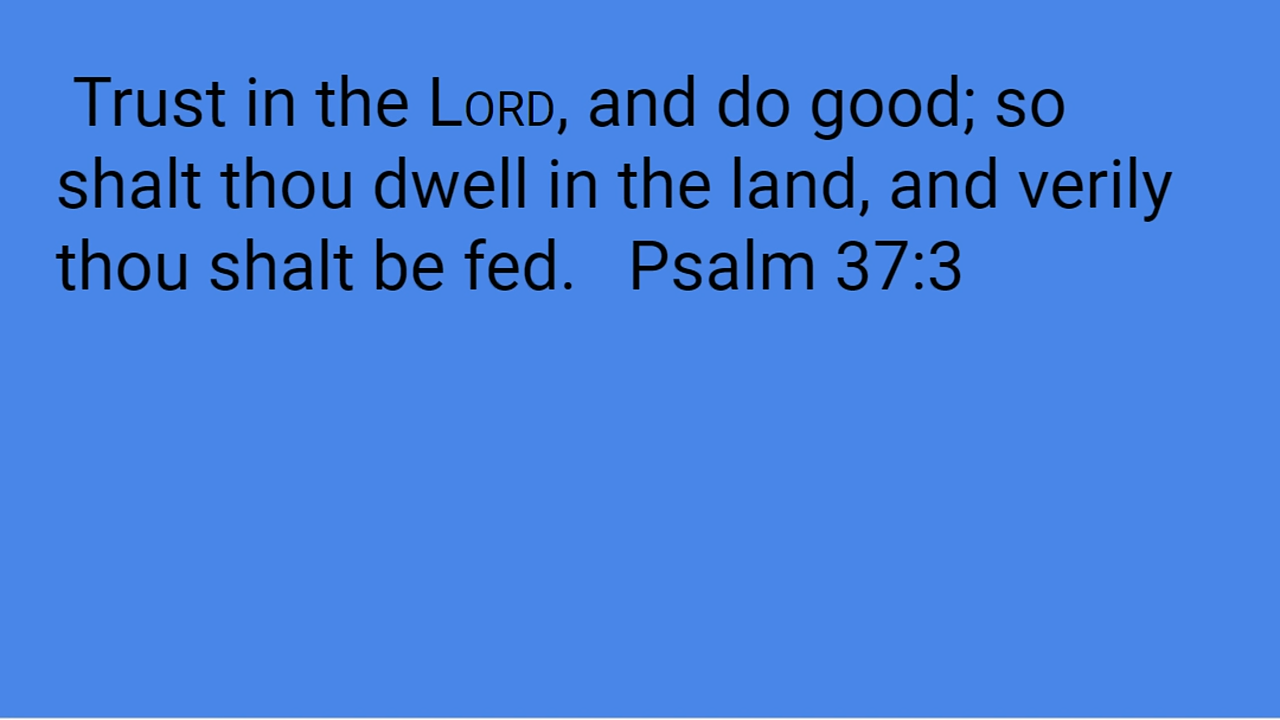 Trust in the LORD, and do good; so
shalt thou dwell in the land, and verily
thou shalt be fed.   Psalm 37:3